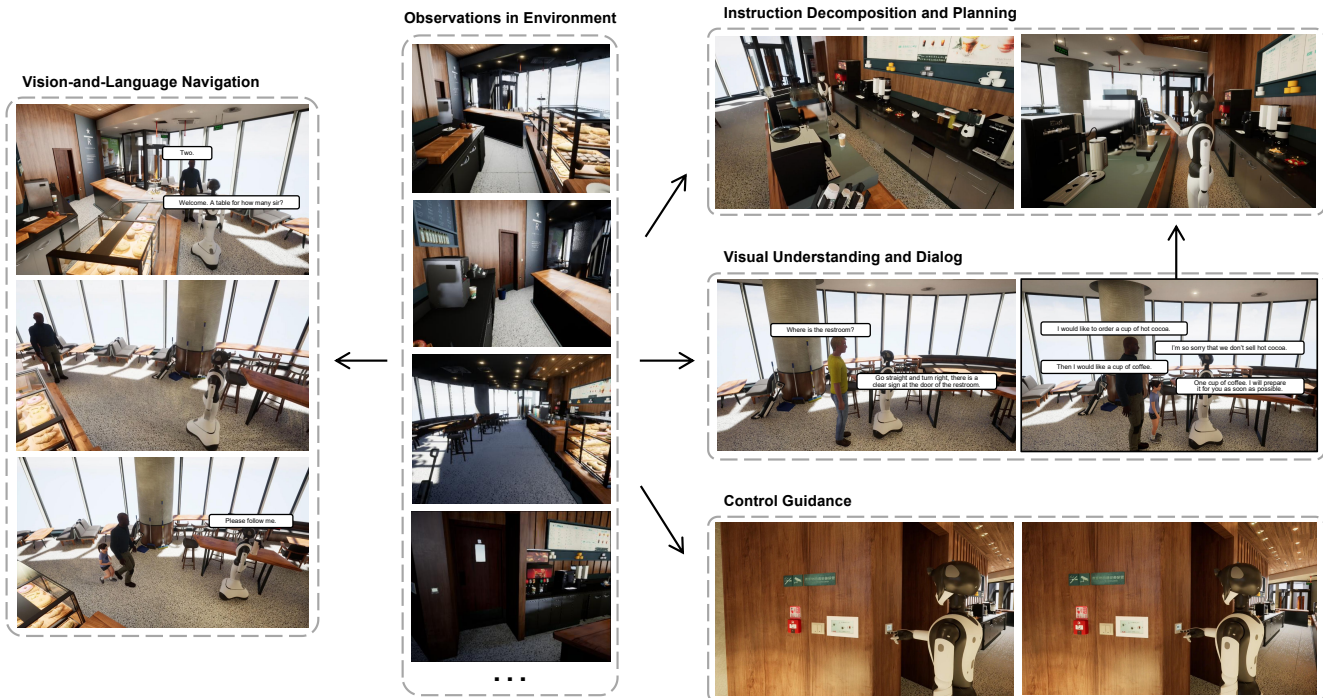 Observations in Environment
Instruction Decomposition and Planning
Vision-and-Language Navigation
Two.
Welcome. A table for how many sir?
Please follow me.
...
Visual Understanding and Dialog
Where is the restroom?
Go straight and turn right, there is a
clear sign at the door of the restroom.
I would like to order a cup of hot cocoa.
I'm so sorry that we don't sell hot cocoa.
Then I would like a cup of coffee.
One cup of coffee. I will prepare
it for you as soon as possible.
Control Guidance